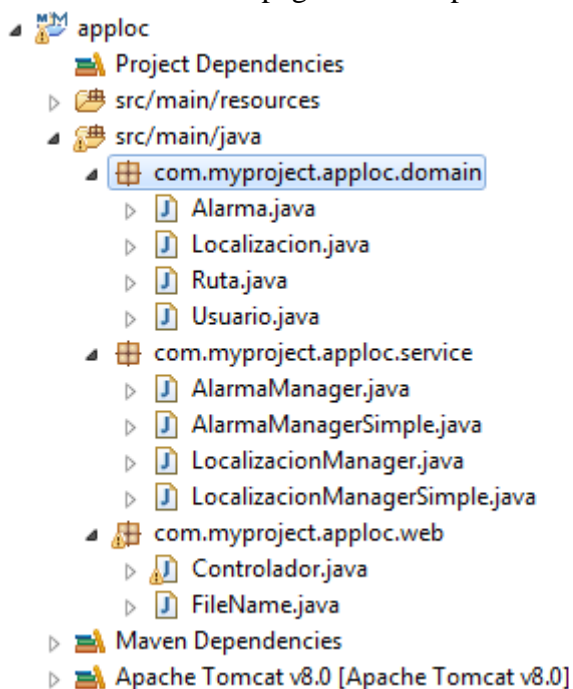 apploc
Project Dependencies
src/main/resources
src/main/java
com.myproject.apploc.domain
Alarma.java
Localizacion.java
Ruta.java
Usuario.java
com.myproject.apploc.service
AlarmaManager.java
AlarmaManagerSimple.java
LocalizacionManager.java
LocalizacionManagerSimple.java
com.myproject.apploc.web
Controlador.java
FileName.java
Maven Dependencies
Apache Tomcat v8.0 [Apache Tomcat v8.0]